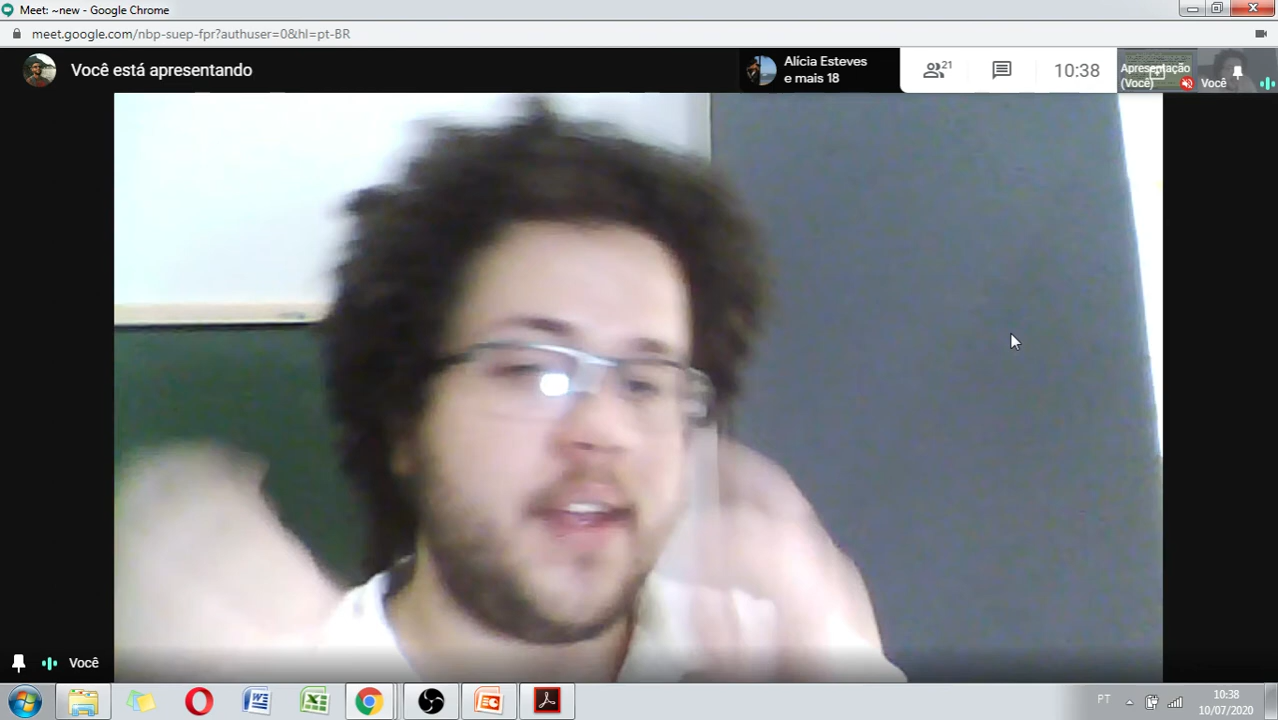 Meet: ~new - Google Chrome
meet.google.com/nbp-suep-fpr?authuser=0&hl=pt-BR
Você está apresentando
Alícia Esteves
e mais 18
21
10:38
Apresentação
(Você)
Você
Você
PT
10:38
10/07/2020